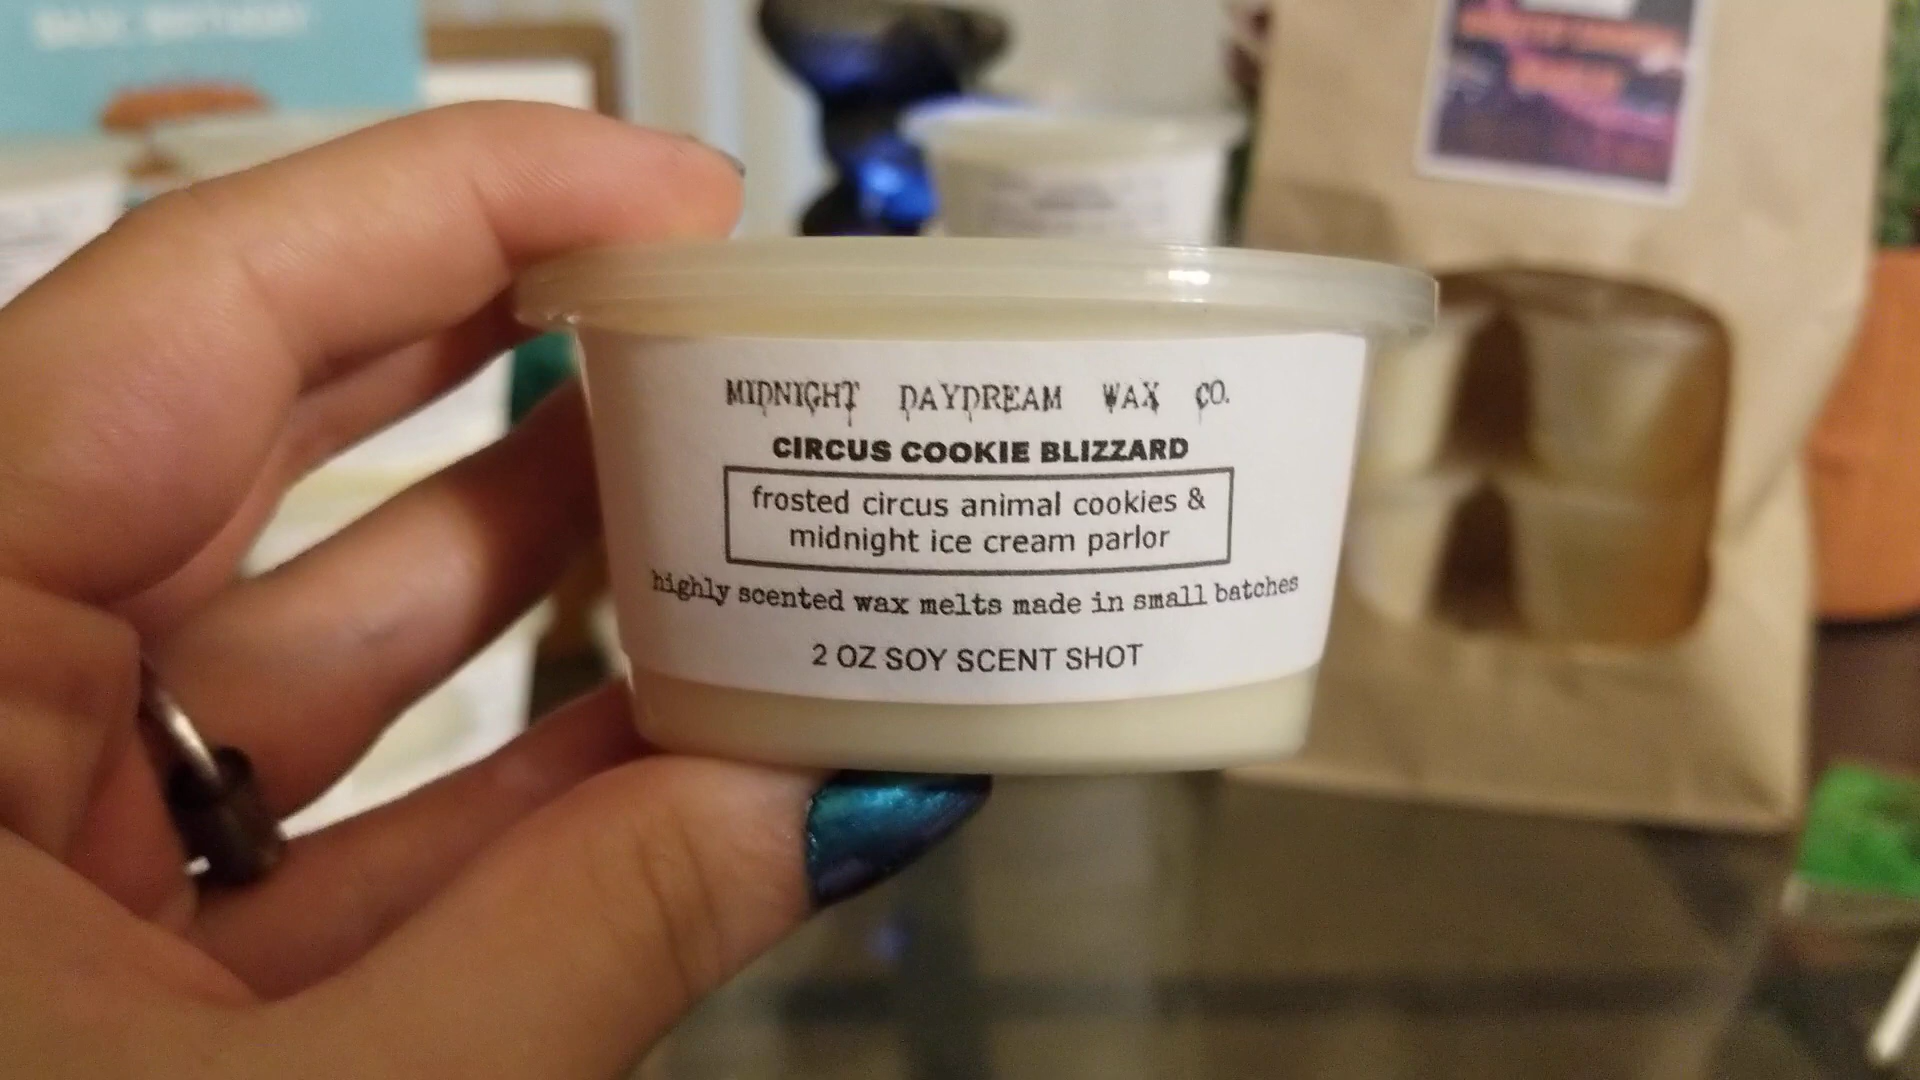 MIDNIGHT DAYDREAM WAX CO.
CIRCUS COOKIE BLIZZARD
frosted circus animal cookies &
midnight ice cream parlor
highly scented wax melts made in small batches
2 OZ SOY SCENT SHOT